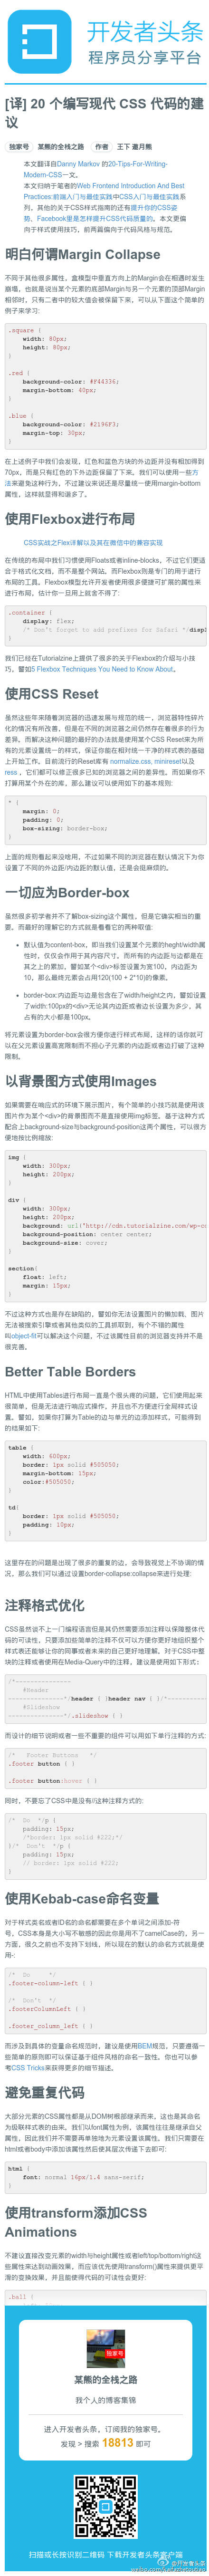 开发者头条
程序员分享平台
[译] 20 个编写现代 CSS 代码的建
议
独家号 某熊的全栈之路 作者 王下 邀月熊
本文翻译自Danny Markov 的20-Tips-For-Writing-
Modern-CSS一文。
本文归纳于笔者的Web Frontend Introduction And Best
Practices:前端入门与最佳实践中CSS入门与最佳实践系
列，其他的关于CSS样式指南的还有提升你的CSS姿
势、Facebook是是怎样提升CSS代码质量的。本文更偏
向于样式使用技巧，前两篇偏向于代码风格与规范。
明白何谓Margin Collapse
不同于其他很多属性，盒模型中垂直方向上的Margin会在相遇时发生
崩塌，也就是说当某个元素的底部Margin与另一个元素的顶部Margin
相邻时，只有二者中的较大值会被保留下来，可以从下面这个简单的
例子来学习:
.square {
width: 80px;
height: 80px;
}
.red {
background-color: #F44336;
margin-bottom: 40px;
}
.blue {
background-color: #2196F3;
margin-top: 30px;
}
在上述例子中我们会发现，红色和蓝色方块的外边距并没有相加得到
70px，而是只有红色的下外边距保留了下来。我们可以使用一些方
法来避免这种行为，不过建议来说还是尽量统一使用margin-bottom
属性，这样就显得和谐多了。
使用Flexbox进行布局
CSS实战之Flex详解以及其在微信中的兼容实现
在传统的布局中我们习惯使用Floats或者inline-blocks，不过它们更适
合于格式化文档，而不是整个网站。而Flexbox则是专门的用于进行
布局的工具。Flexbox模型允许开发者使用很多便捷可扩展的属性来
进行布局，估计你一旦用上就舍不得了:
.container {
display: flex;
/* Don't forget to add prefixes for Safari */displ
}
我们已经在Tutorialzine上提供了很多的关于Flexbox的介绍与小技
巧，譬如5 Flexbox Techniques You Need to Know About。
使用CSS Reset
虽然这些年来随着浏览器的迅速发展与规范的统一，浏览器特性碎片
化的情况有所改善，但是在不同的浏览器之间仍然存在着很多的行为
差异。而解决这种问题的最好的办法就是使用某个CSS Reset来为所
有的元素设置统一的样式，保证你能在相对统一干净的样式表的基础
上开始工作。目前流行的Reset库有 normalize.css, minireset以及
ress ，它们都可以修正很多已知的浏览器之间的差异性。而如果你不
打算用某个外在的库，那么建议可以使用如下的基本规则:
* {
margin: 0;
padding: 0;
box-sizing: border-box;
}
上面的规则看起来没啥用，不过如果不同的浏览器在默认情况下为你
设置了不同的外边距/内边距的默认值，还是会挺麻烦的。
一切应为Border-box
虽然很多初学者并不了解box-sizing这个属性，但是它确实相当的重
要。而最好的理解它的方式就是看看它的两种取值:
默认值为content-box，即当我们设置某个元素的heght/width属
性时，仅仅会作用于其内容尺寸。而所有的内边距与边都是在
其之上的累加，譬如某个<div>标签设置为宽100，内边距为
10，那么最终元素会占用120(100 + 2*10)的像素。
border-box:内边距与边是包含在了width/height之内，譬如设置
了width:100px的<div>无论其内边距或者边长设置为多少，其
占有的大小都是100px。
将元素设置为border-box会很方便你进行样式布局，这样的话你就可
以在父元素设置高宽限制而不担心子元素的内边距或者边打破了这种
限制。
以背景图方式使用Images
如果需要在响应式的环境下展示图片，有个简单的小技巧就是使用该
图片作为某个<div>的背景图而不是直接使用img标签。基于这种方式
配合上background-size与background-position这两个属性，可以很方
便地按比例缩放:
img {
width: 300px;
height: 200px;
}
div {
width: 300px;
height: 200px;
background: url('http://cdn.tutorialzine.com/wp-co
background-position: center center;
background-size: cover;
}
section{
float: left;
margin: 15px;
}
不过这种方式也是存在缺陷的，譬如你无法设置图片的懒加载、图片
无法被搜索引擎或者其他类似的工具抓取到，有个不错的属性
叫object-fit可以解决这个问题，不过该属性目前的浏览器支持并不是
很完善。
Better Table Borders
HTML中使用Tables进行布局一直是个很头疼的问题，它们使用起来
很简单，但是无法进行响应式操作，并且也不方便进行全局样式设
置。譬如，如果你打算为Table的边与单元的边添加样式，可能得到
的结果如下:
table {
width: 600px;
border: 1px solid #505050;
margin-bottom: 15px;
color:#505050;
}
td{
border: 1px solid #505050;
padding: 10px;
}
这里存在的问题是出现了很多的重复的边，会导致视觉上不协调的情
况，那么我们可以通过设置border-collapse:collapse来进行处理:
注释格式优化
CSS虽然谈不上一门编程语言但是其仍然需要添加注释以保障整体代
码的可读性，只要添加些简单的注释不仅可以方便你更好地组织整个
样式表还能够让你的同事或者未来的自己更好地理解。对于CSS中整
块的注释或者使用在Media-Query中的注释，建议是使用如下形式:
/*---------------
#Header
---------------*/header { }header nav { }/*-----------
#Slideshow
---------------*/.slideshow { }
而设计的细节说明或者一些不重要的组件可以用如下单行注释的方式:
/* Footer Buttons */
.footer button { }
.footer button:hover { }
同时，不要忘了CSS中是没有//这种注释方式的:
/* Do */p {
padding: 15px;
/*border: 1px solid #222;*/
}/* Don't */p {
padding: 15px;
// border: 1px solid #222;
}
使用Kebab-case命名变量
对于样式类名或者ID名的命名都需要在多个单词之间添加-符
号，CSS本身是大小写不敏感的因此你是用不了camelCase的，另一
方面，很久之前也不支持下划线，所以现在的默认的命名方式就是使
用-:
/* Do */
.footer-column-left { }
/* Don't */
.footerColumnLeft { }
.footer_column_left { }
而涉及到具体的变量命名规范时，建议是使用BEM规范，只要遵循一
些简单的原则即可以保证基于组件风格的命名一致性。你也可以参
考CSS Tricks来获得更多的细节描述。
避免重复代码
大部分元素的CSS属性都是从DOM树根部继承而来，这也是其命名
为级联样式表的由来。我们以font属性为例，该属性往往是继承自父
属性，因此我们并不需要再单独地为元素设置该属性。我们只需要在
html或者body中添加该属性然后使其层次传递下去即可:
html {
font: normal 16px/1.4 sans-serif;
}
使用transform添加CSS
Animations
不建议直接改变元素的width与height属性或者left/top/bottom/right这
些属性来达到动画效果，而应该优先使用transform()属性来提供更平
滑的变换效果，并且能使得代码的可读性会更好:
.ball {
独家号
某熊的全栈之路
我个人的博客集锦
进入开发者头条，订阅我的独家号。
发现 > 搜索 18813 即可
扫描或长按识别二维码 下载开发者头条客户端
@开发者头条